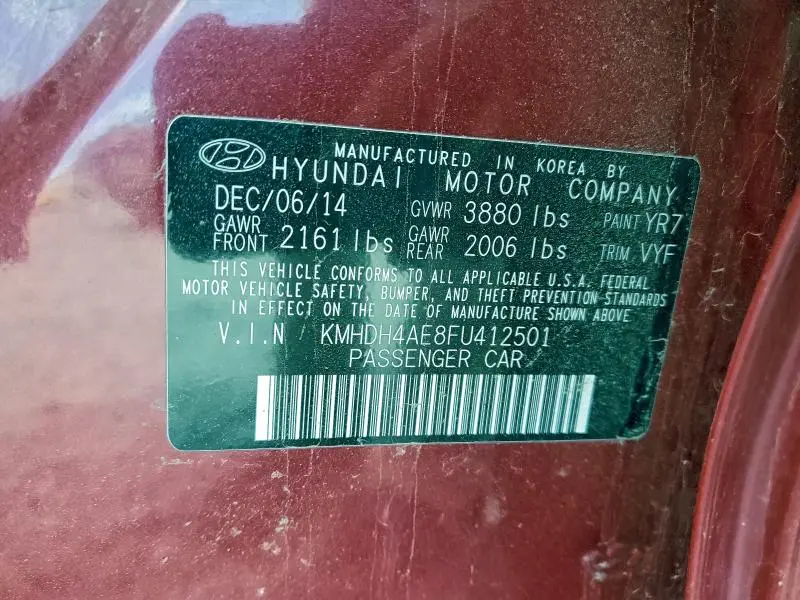 MANUFACTURED IN KOREA BY
HYUNDAI MOTOR COMPANY
DEC/06/14 GVWR 3880 lbs PAINT YR7
GAWR FRONT 2161 lbs GAWR REAR 2006 lbs TRIM VYF
THIS VEHICLE CONFORMS TO ALL APPLICABLE U.S.A. FEDERAL
MOTOR VEHICLE SAFETY, BUMPER, AND THEFT PREVENTION STANDARDS
IN EFFECT ON THE DATE OF MANUFACTURE SHOWN ABOVE
V.I.N / KMHDH4AE8FU412501
PASSENGER CAR